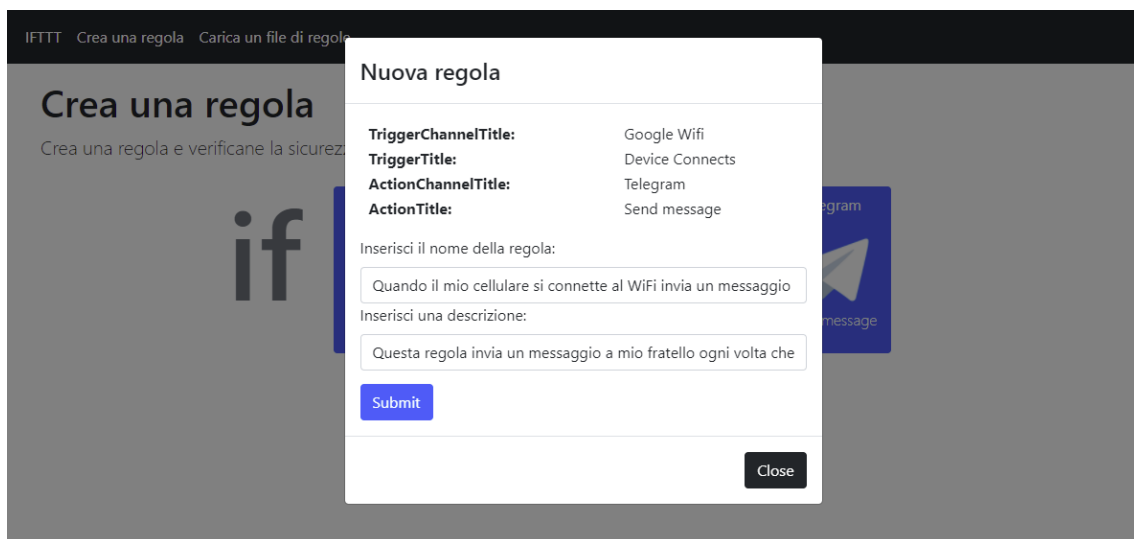 IFTTT Crea una regola Carica un file di regole
Nuova regola
Crea una regola
Crea una regola e verificane la
TriggerChannelTitle: Google Wifi
TriggerTitle: Device Connects
ActionChannelTitle: Telegram
ActionTitle: Send message
if
egram
message
Inserisci il nome della regola:
Quando il mio cellulare si connette al WiFi invia un messaggio
Inserisci una descrizione:
Questa regola invia un messaggio a mio fratello ogni volta che
Submit
Close